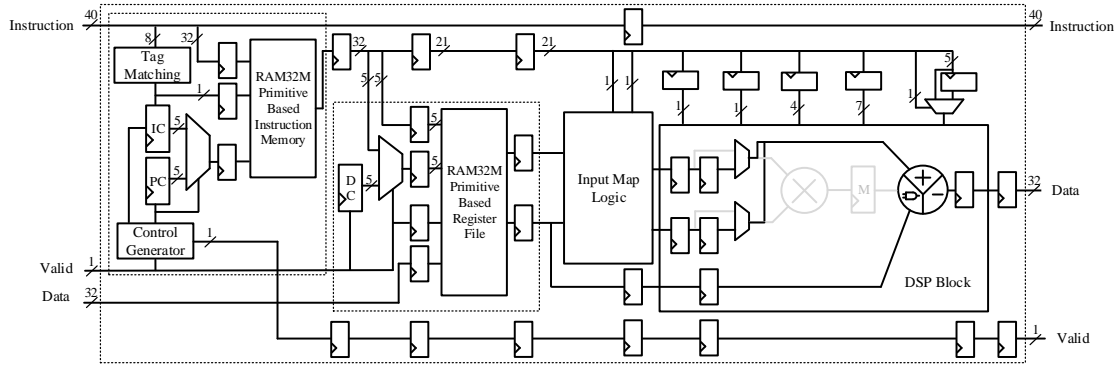 Instruction
40
8
32
Tag
Matching
1
IC
5
PC
5
Control
Generator
1
RAM32M
Primitive
Based
Instruction
Memory
32
21
21
5
5
5
5
D
C
5
RAM32M
Primitive
Based
Register
File
1
1
Input Map
Logic
1
1
4
7
1
5
M
+
−
DSP Block
40
Instruction
32
Data
1
Valid
Valid
1
Data
32